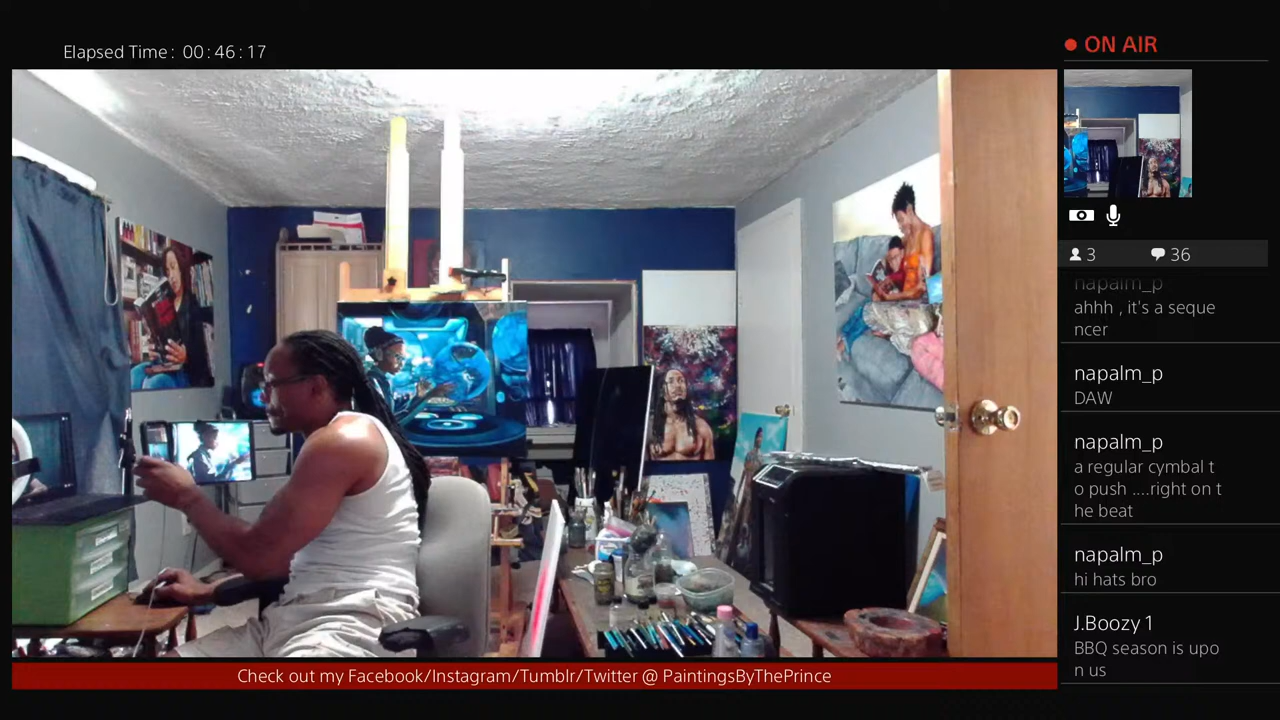 Elapsed Time: 00:46:17
ON AIR
3
36
napalm_p
ahhh , it's a seque
ncer
napalm_p
DAW
napalm_p
a regular cymbal t
o push ....right on t
he beat
napalm_p
hi hats bro
J.Boozy 1
BBQ season is upo
n us
Check out my Facebook/Instagram/Tumblr/Twitter @ PaintingsByThePrince